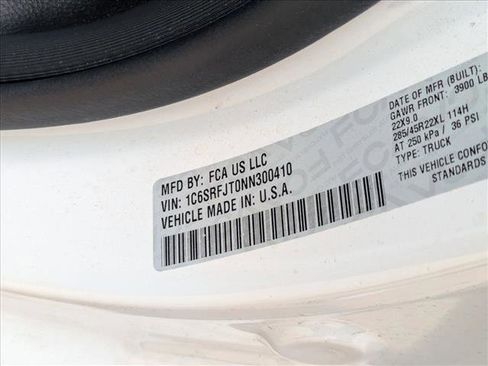 MFD BY: FCA US LLC
VIN: 1C6SRFJT0NN300410
VEHICLE MADE IN: U.S.A.
DATE OF MFR (BUILT):
GAWR FRONT: 3900 LB
22X9.0
285/45R22XL 114H
AT 250 kPa / 36 PSI
TYPE: TRUCK
THIS VEHICLE CONFO
STANDARDS